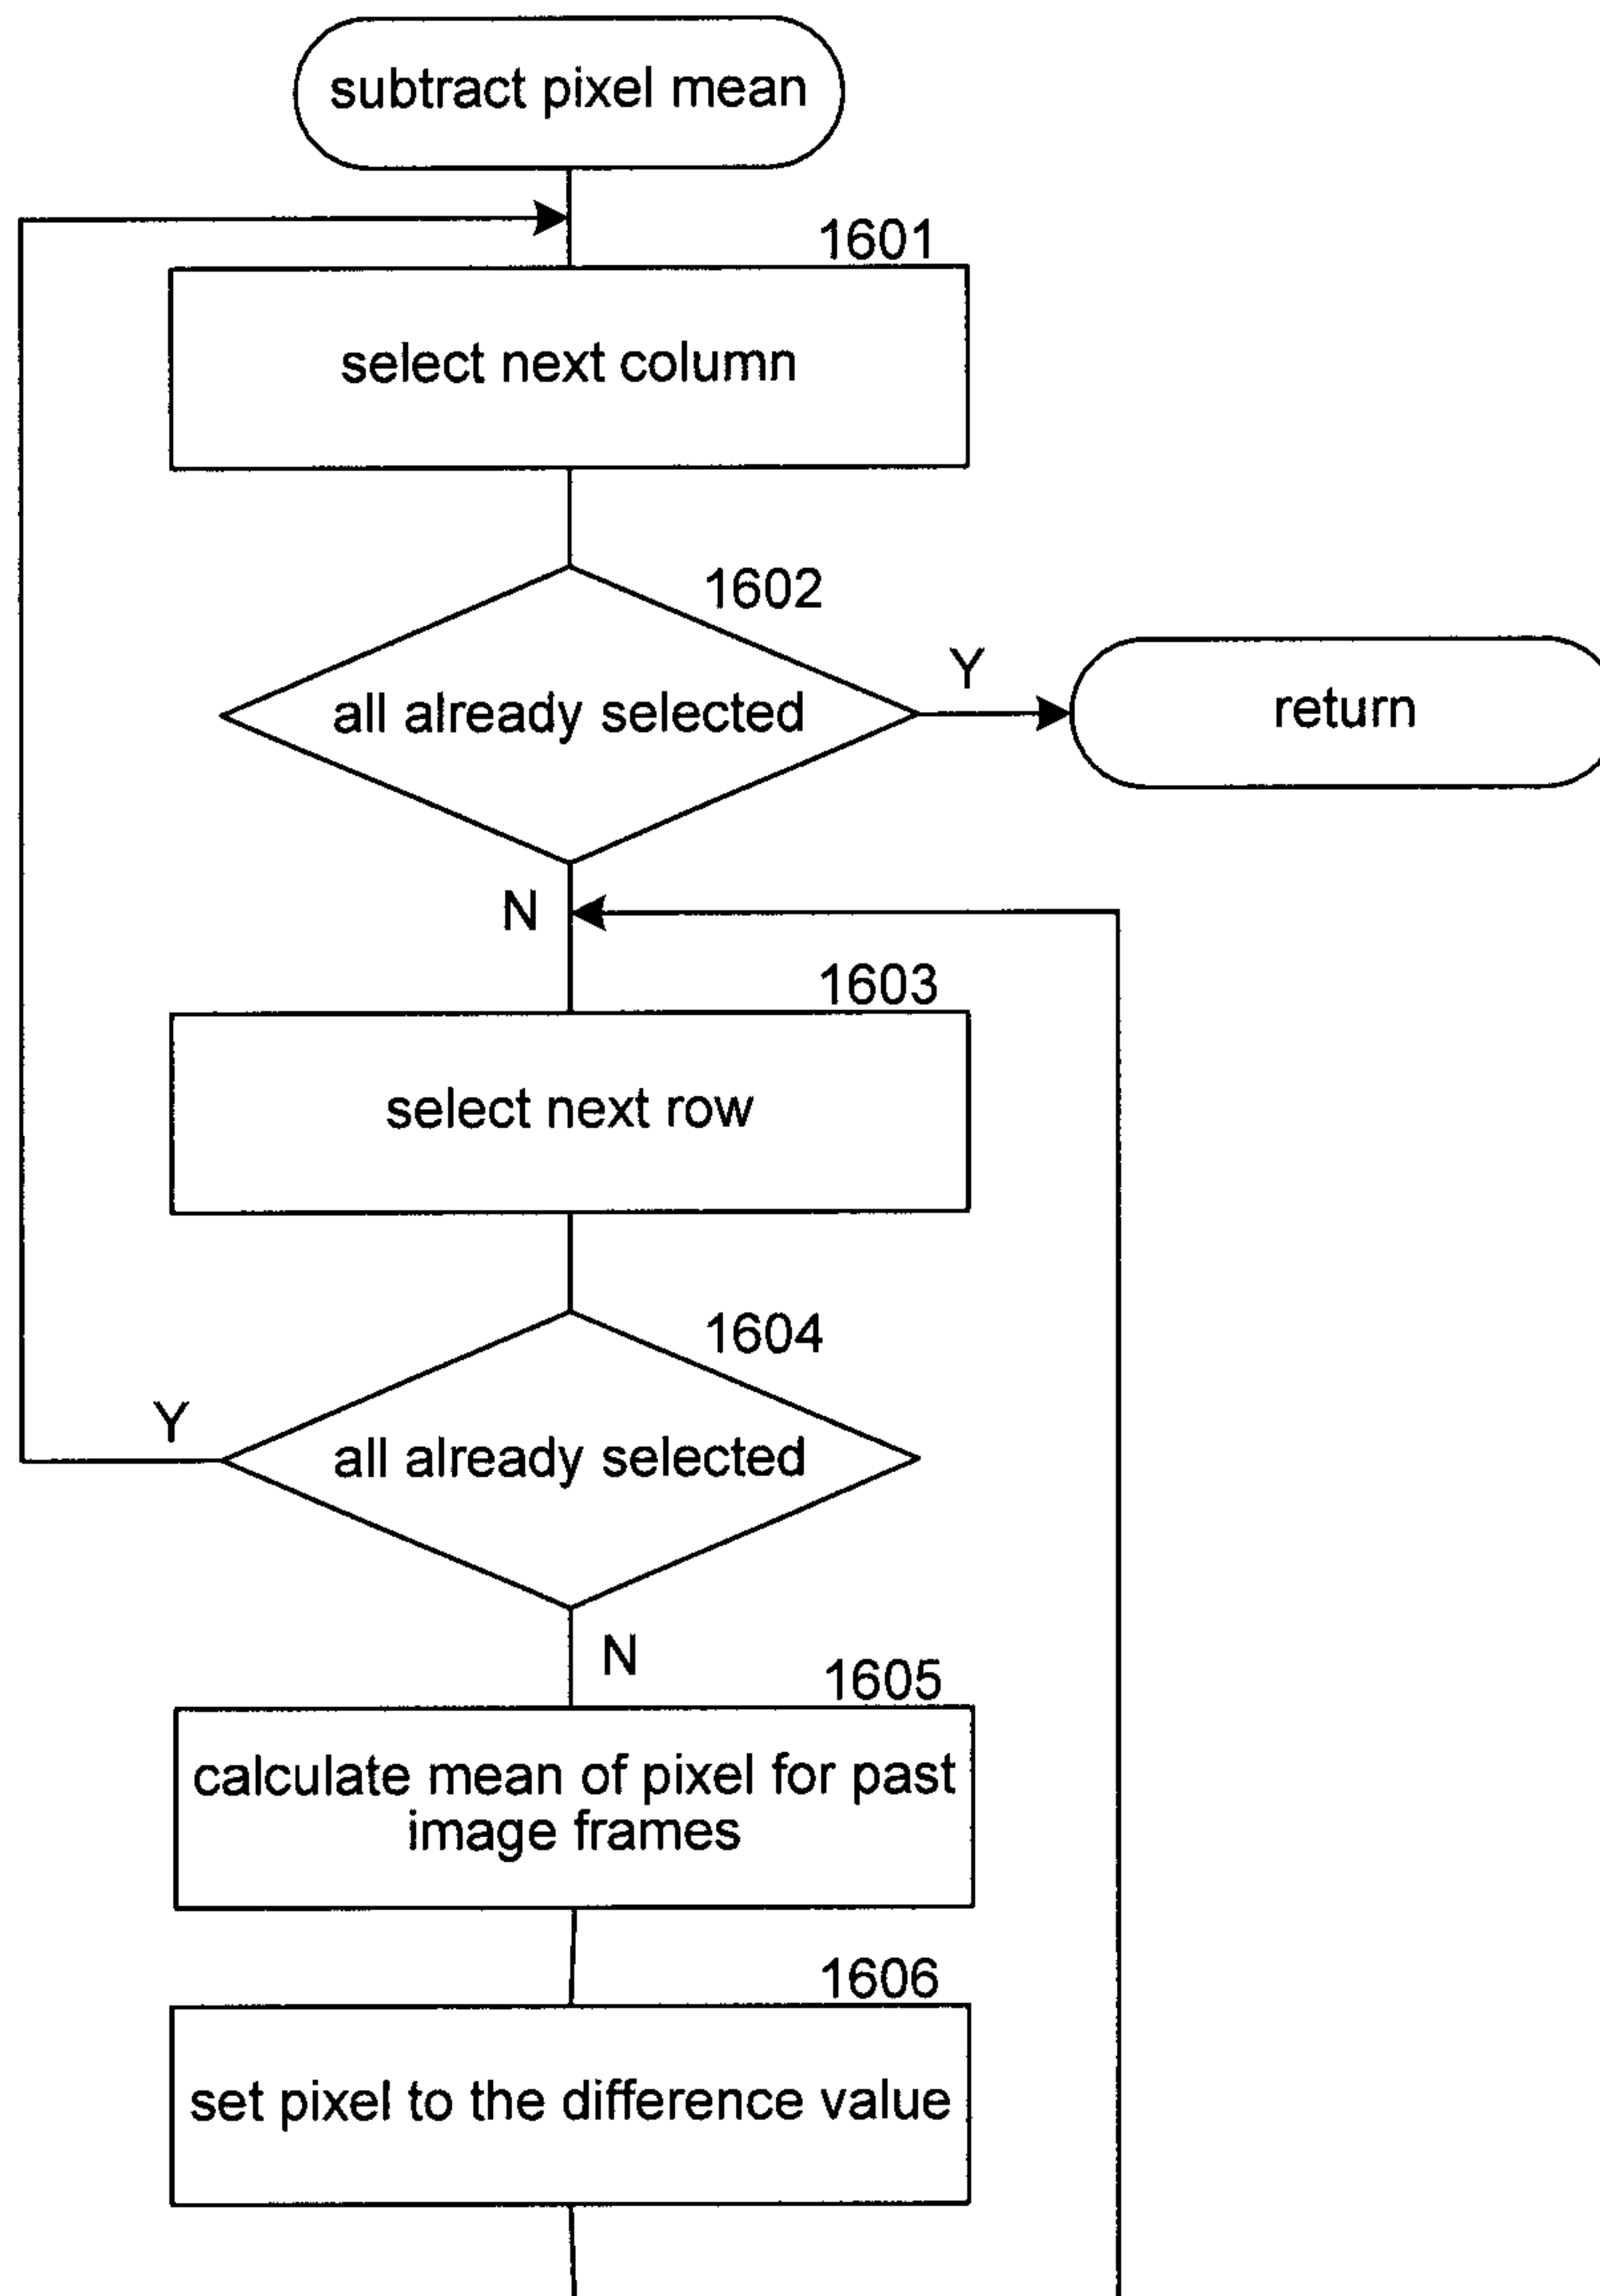 subtract pixel mean
1601
select next column
1602
all already selected
Y
return
N
1603
select next row
1604
Y
all already selected
N
1605
calculate mean of pixel for past
image frames
1606
set pixel to the difference value